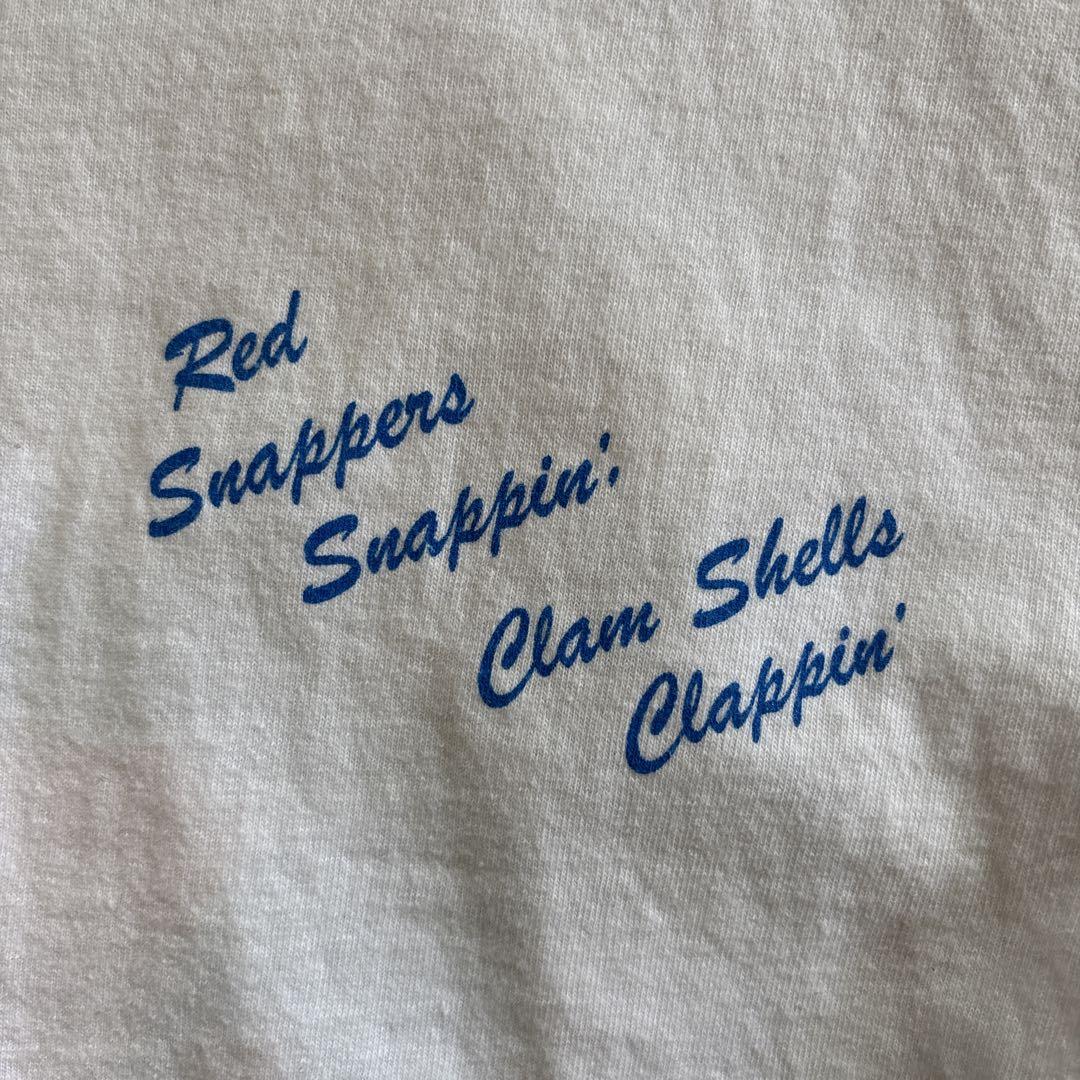 Red
Snappers
Snappin';
Clam Shells
Clappin'